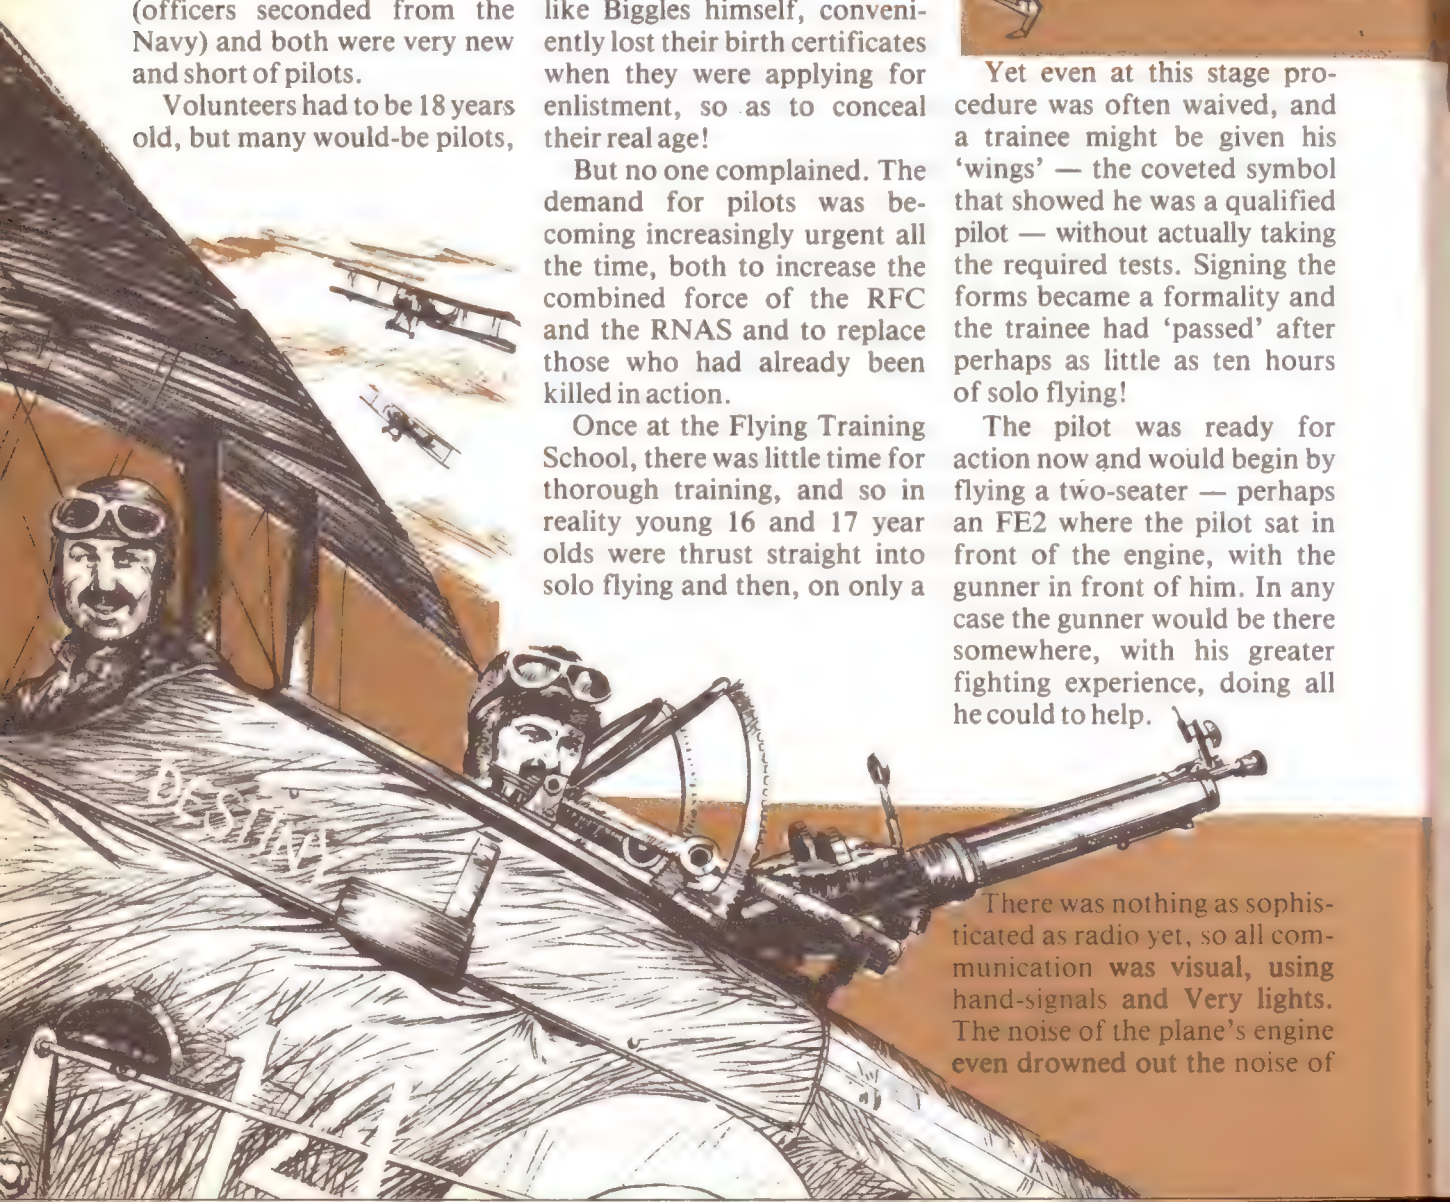 (officers seconded from the
Navy) and both were very new
and short of pilots.
Volunteers had to be 18 years
old, but many would-be pilots,
like Biggles himself, conveni-
ently lost their birth certificates
when they were applying for
enlistment, so as to conceal
their real age!
But no one complained. The
demand for pilots was be-
coming increasingly urgent all
the time, both to increase the
combined force of the RFC
and the RNAS and to replace
those who had already been
killed in action.
Once at the Flying Training
School, there was little time for
thorough training, and so in
reality young 16 and 17 year
olds were thrust straight into
solo flying and then, on only a
Yet even at this stage pro-
cedure was often waived, and
a trainee might be given his
‘wings’ — the coveted symbol
that showed he was a qualified
pilot — without actually taking
the required tests. Signing the
forms became a formality and
the trainee had ‘passed’ after
perhaps as little as ten hours
of solo flying!
The pilot was ready for
action now and would begin by
flying a two-seater — perhaps
an FE2 where the pilot sat in
front of the engine, with the
gunner in front of him. In any
case the gunner would be there
somewhere, with his greater
fighting experience, doing all
he could to help.
There was nothing as sophis-
ticated as radio yet, so all com-
munication was visual, using
hand-signals and Very lights.
The noise of the plane's engine
even drowned out the noise of
DESTINY